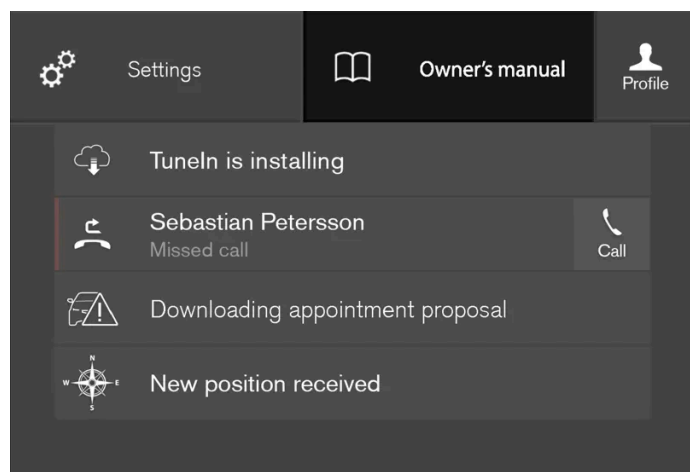 Settings
Owner's manual
Profile
TuneIn is installing
Sebastian Petersson
Missed call
Call
Downloading appointment proposal
N
W E
S
New position received